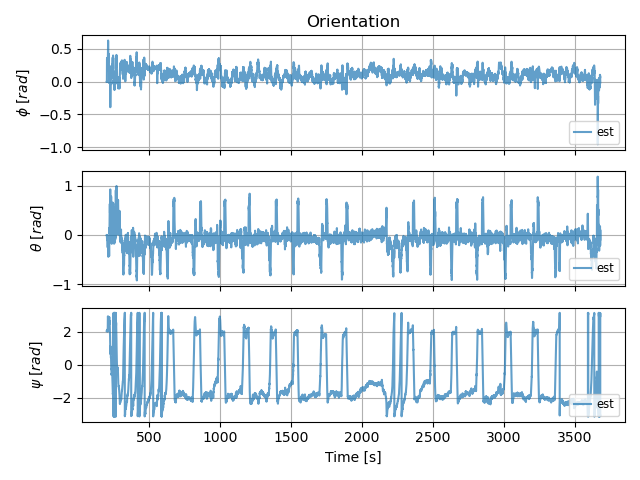 Orientation
ϕ [rad]
0.5
0.0
−0.5
−1.0
est
θ [rad]
1
0
−1
est
ψ [rad]
2
0
−2
est
500 1000 1500 2000 2500 3000 3500
Time [s]